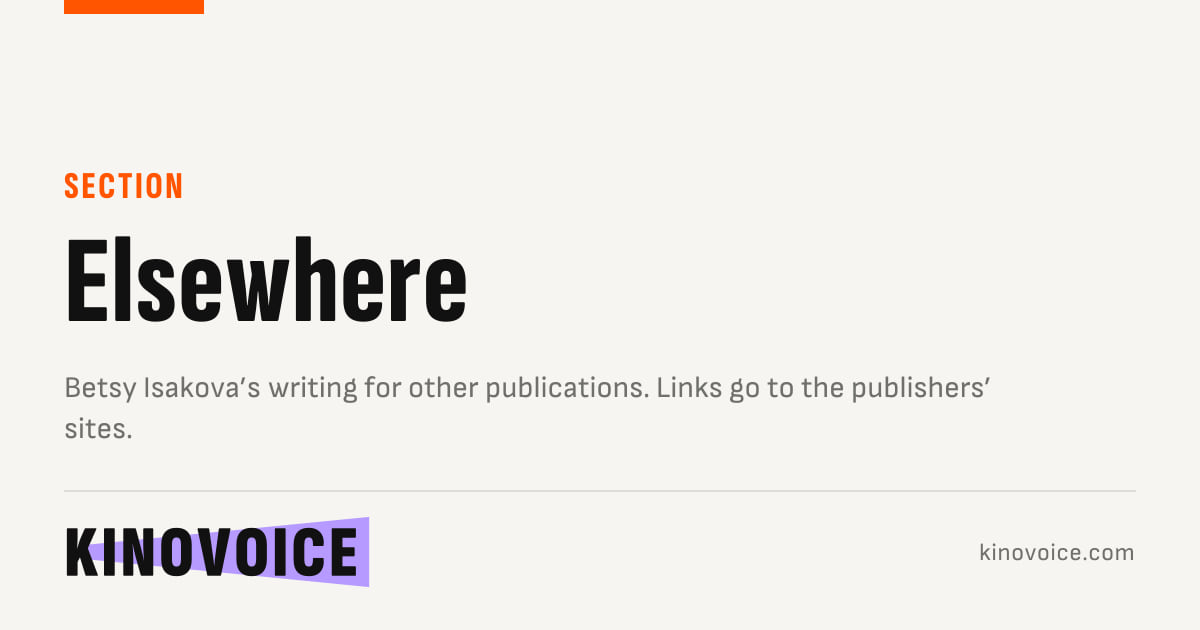 SECTION
Elsewhere
Betsy Isakova’s writing for other publications. Links go to the publishers’
sites.
KINOVOICE
kinovoice.com